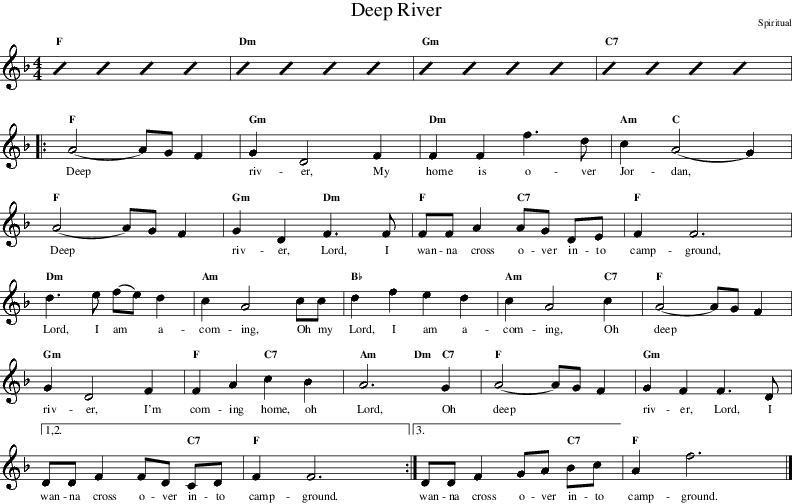 Deep River
Spiritual
F Dm Gm C7
4
4
F Gm Dm Am C
Deep riv - er, My home is o - ver Jor - dan,
F Gm Dm F C7 F
Deep riv - er, Lord, I wan - na cross o - ver in - to camp - ground,
Dm Am B♭ Am C7 F
Lord, I am a - com - ing, Oh my Lord, I am a - com - ing, Oh deep
Gm F C7 Am Dm C7 F Gm
riv - er, I'm com - ing home, oh Lord, Oh deep riv - er, Lord, I
1,2. 3.
C7 F C7 F
wan - na cross o - ver in - to camp - ground. wan - na cross o - ver in - to camp - ground.